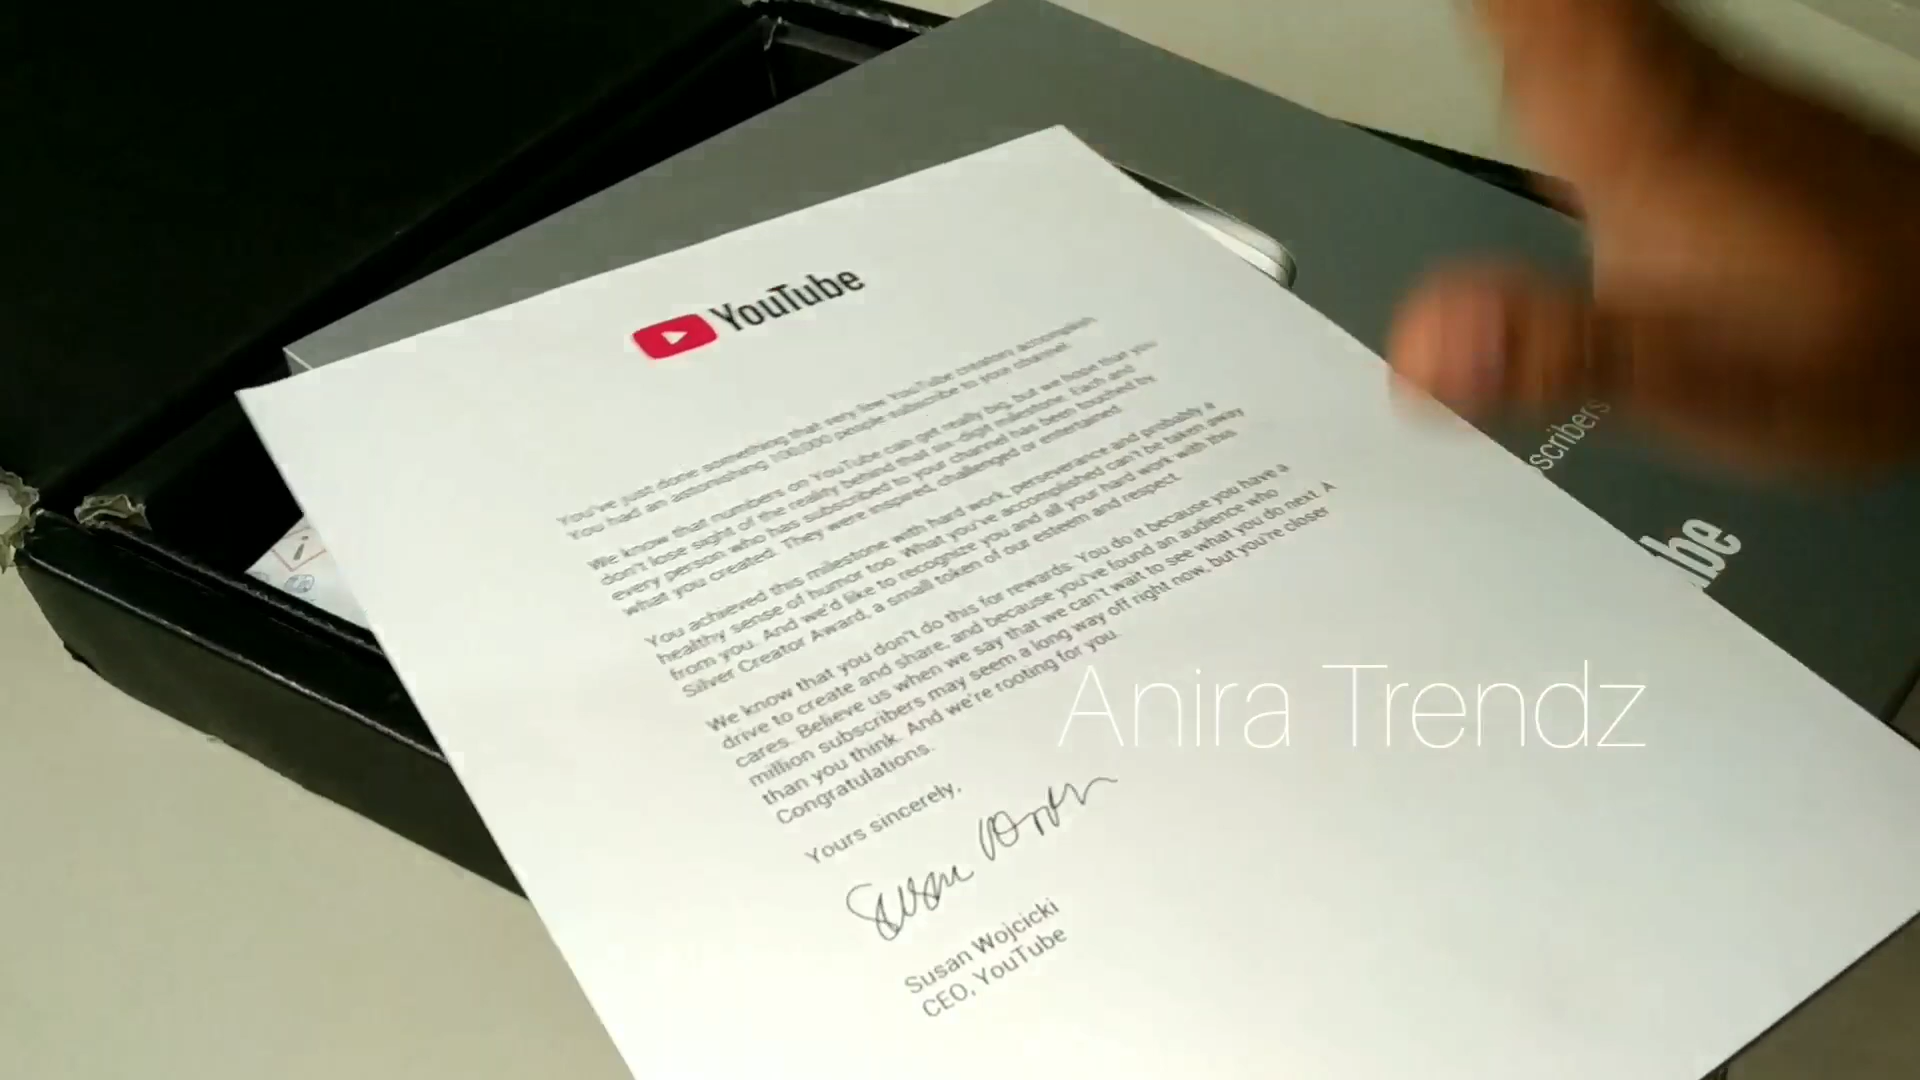 YouTube
You've just done something that very few YouTube creators accomplish.
You had an astonishing 100,000 people subscribe to your channel.
We know that numbers on YouTube can get really big, but we hope that you
don't lose sight of the reality behind that six-digit milestone. Each and
every person who has subscribed to your channel has been touched by
what you created. They were inspired, challenged or entertained.
You achieved this milestone with hard work, perseverance and probably a
healthy sense of humor too. What you've accomplished can't be taken away
from you. And we'd like to recognize you and all your hard work with this
Silver Creator Award, a small token of our esteem and respect.
We know that you don't do this for rewards. You do it because you have a
drive to create and share, and because you've found an audience who
cares. Believe us when we say that we can't wait to see what you do next. A
million subscribers may seem a long way off right now, but you're closer
than you think. And we're rooting for you.
Congratulations.
Yours sincerely,
Susan Wojcicki
CEO, YouTube
scribers
be
Anira Trendz